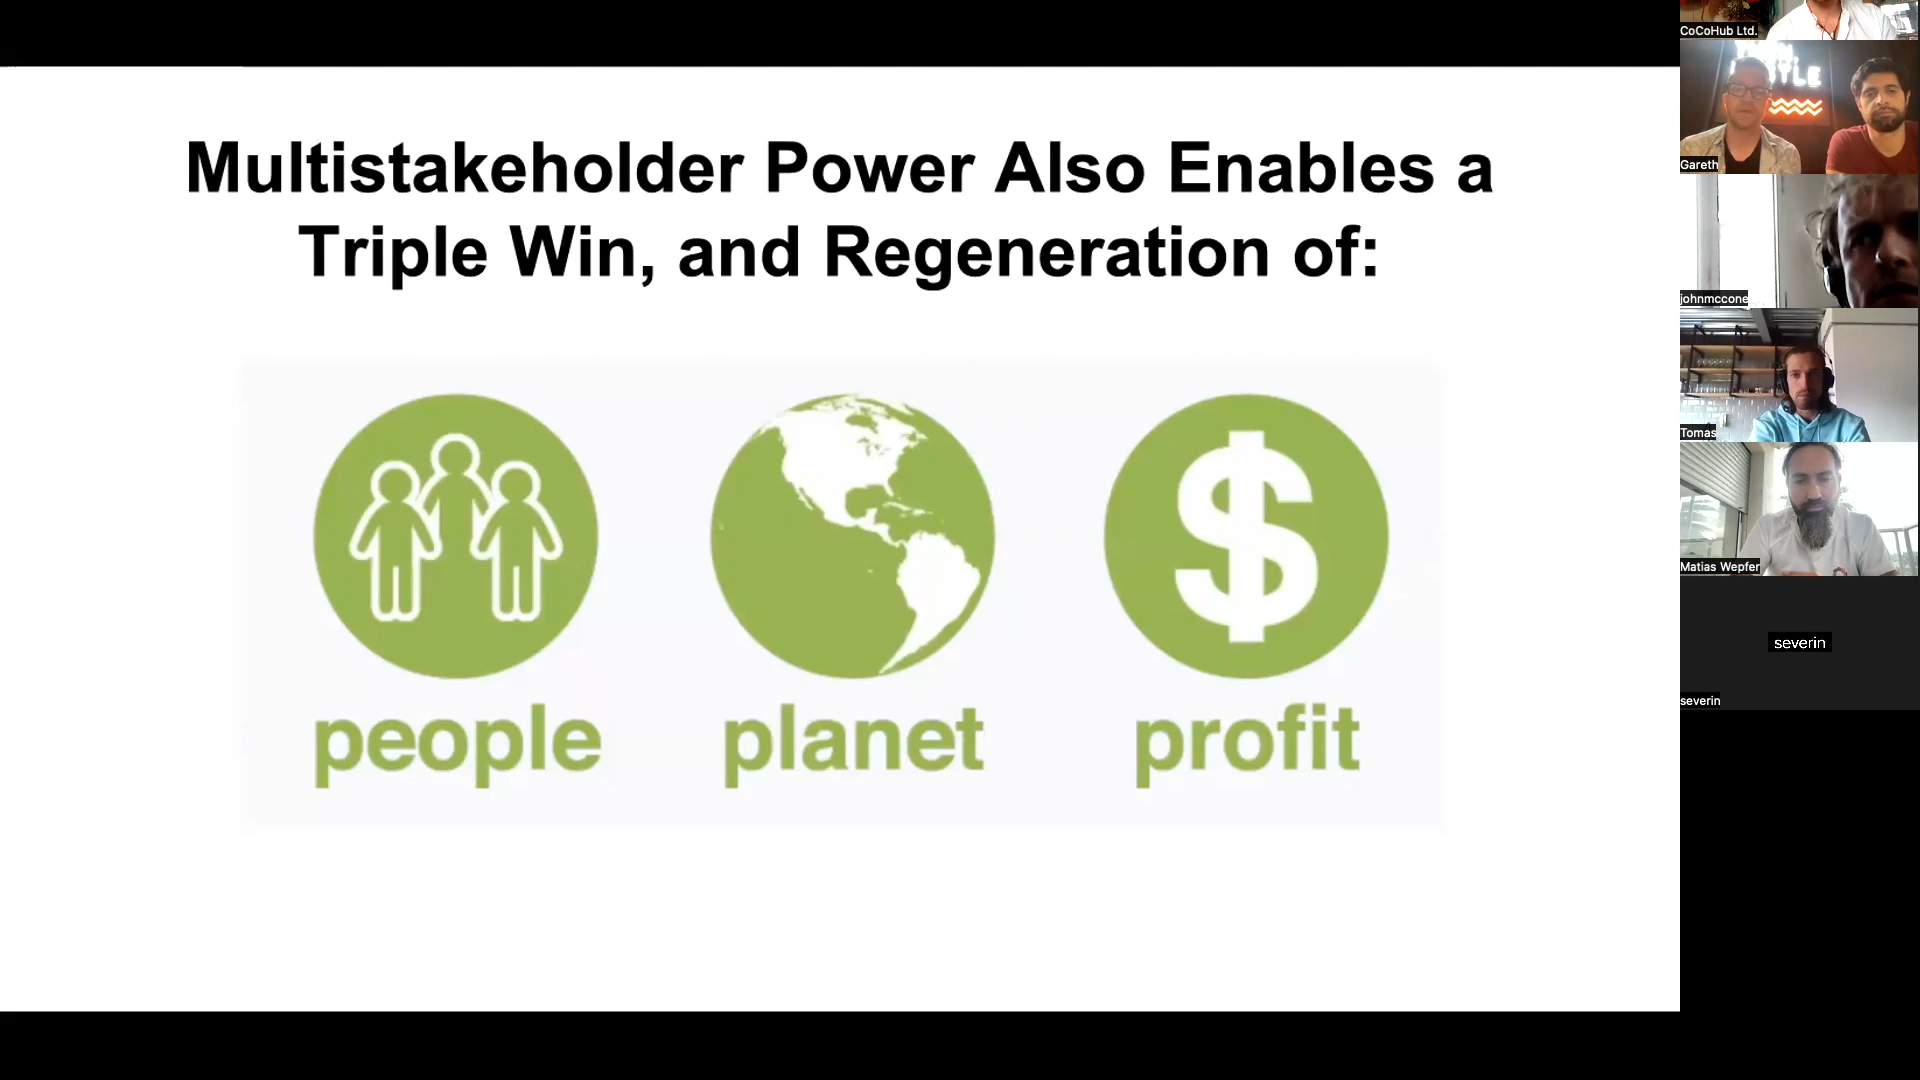 Multistakeholder Power Also Enables a
Triple Win, and Regeneration of:
people
planet
profit
CoCoHub Ltd.
Gareth
johnmccone
Tomas
Matias Wepfer
severin
severin